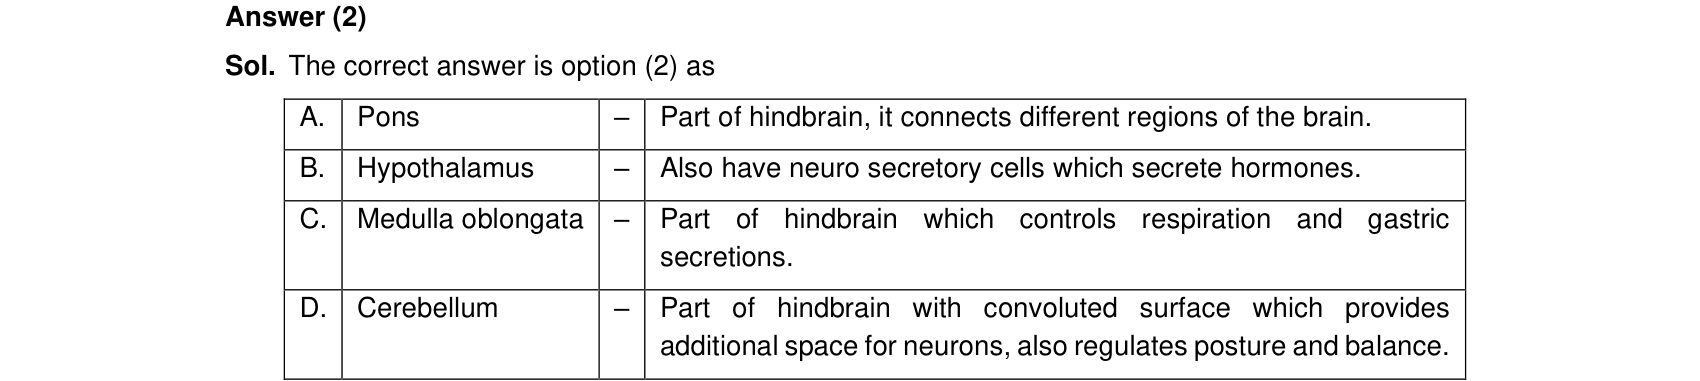 Answer (2)
Sol. The correct answer is option (2) as
A. Pons – Part of hindbrain, it connects different regions of the brain.
B. Hypothalamus – Also have neuro secretory cells which secrete hormones.
C. Medulla oblongata – Part of hindbrain which controls respiration and gastric
secretions.
D. Cerebellum – Part of hindbrain with convoluted surface which provides
additional space for neurons, also regulates posture and balance.